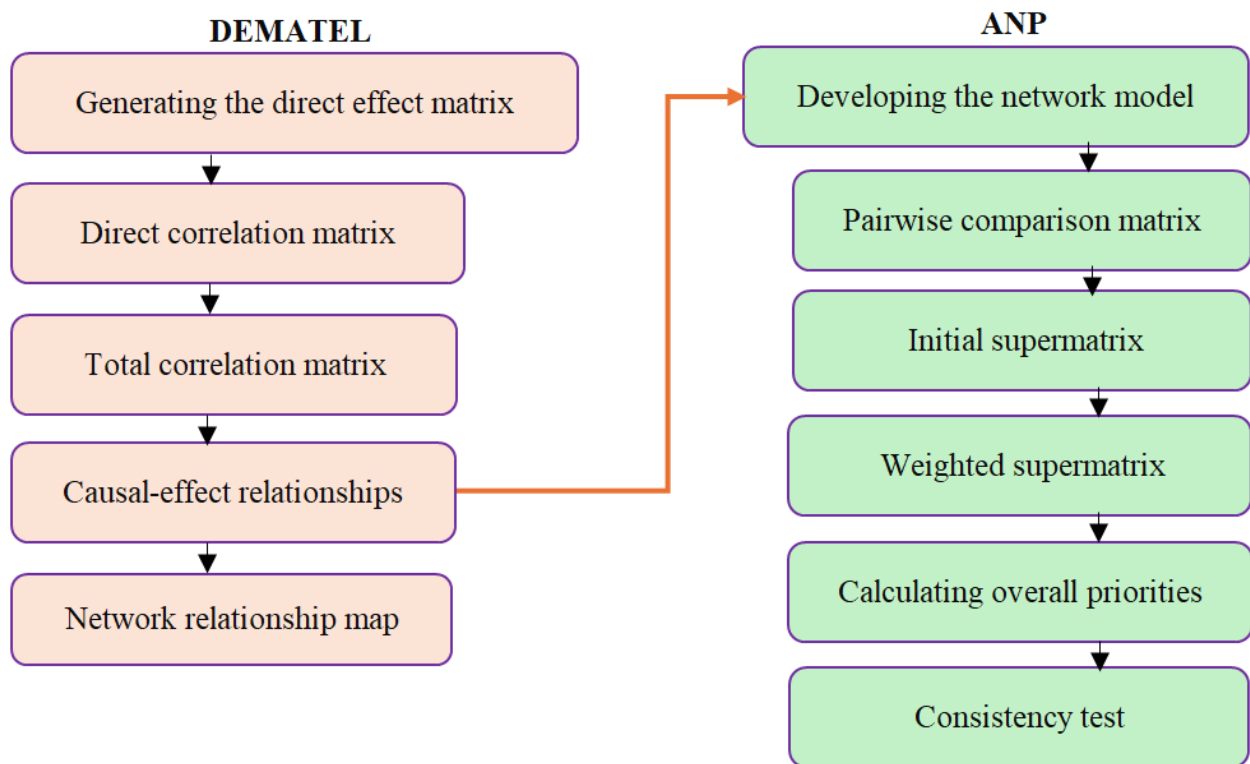 DEMATEL
Generating the direct effect matrix
Direct correlation matrix
Total correlation matrix
Causal-effect relationships
Network relationship map
ANP
Developing the network model
Pairwise comparison matrix
Initial supermatrix
Weighted supermatrix
Calculating overall priorities
Consistency test